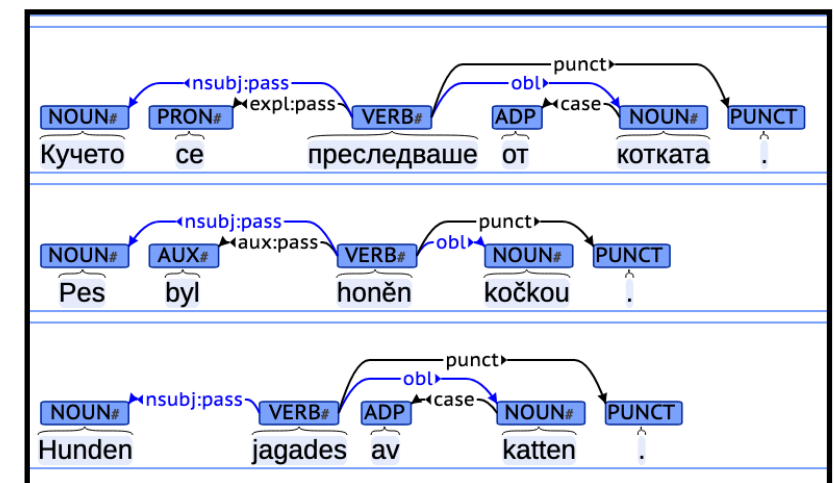 punct
nsubj:pass obl
expl:pass case
NOUN# PRON# VERB# ADP NOUN# PUNCT
Кучето се преследваше от котката .
nsubj:pass punct
aux:pass obl
NOUN# AUX# VERB# NOUN# PUNCT
Pes byl honěn kočkou .
punct
obl
nsubj:pass case
NOUN# VERB# ADP NOUN# PUNCT
Hunden jagades av katten .